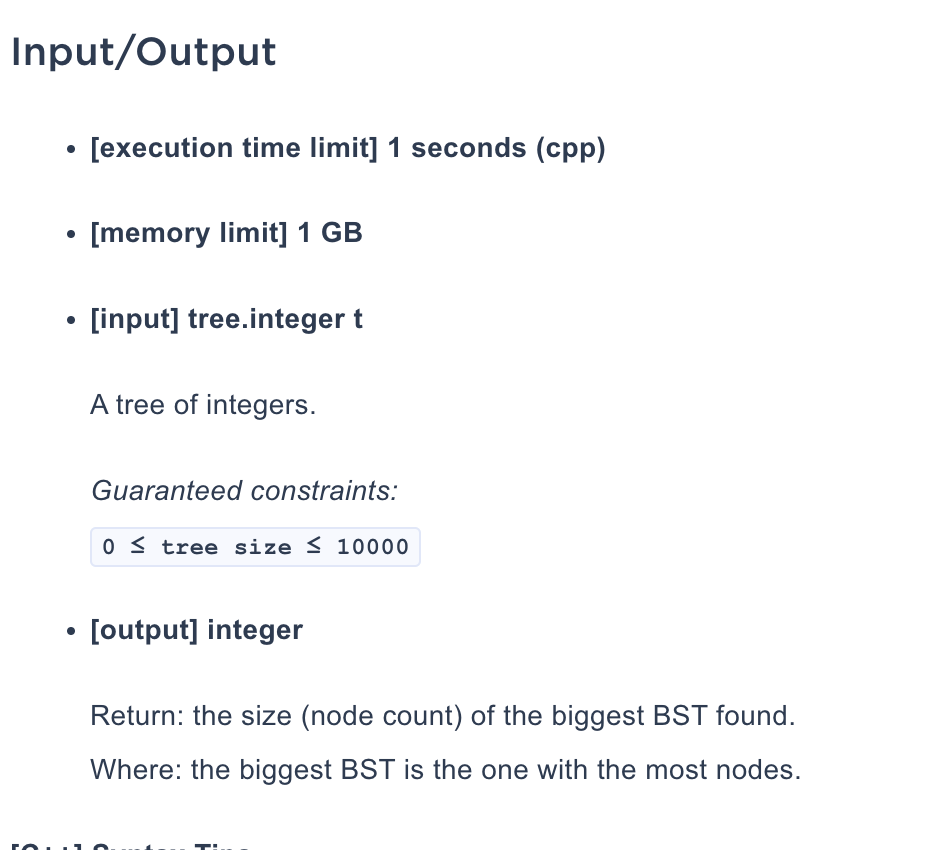 Input/Output
• [execution time limit] 1 seconds (cpp)
• [memory limit] 1 GB
• [input] tree.integer t
A tree of integers.
Guaranteed constraints:
0 ≤ tree size ≤ 10000
• [output] integer
Return: the size (node count) of the biggest BST found.
Where: the biggest BST is the one with the most nodes.
[C++] Syntax Tips